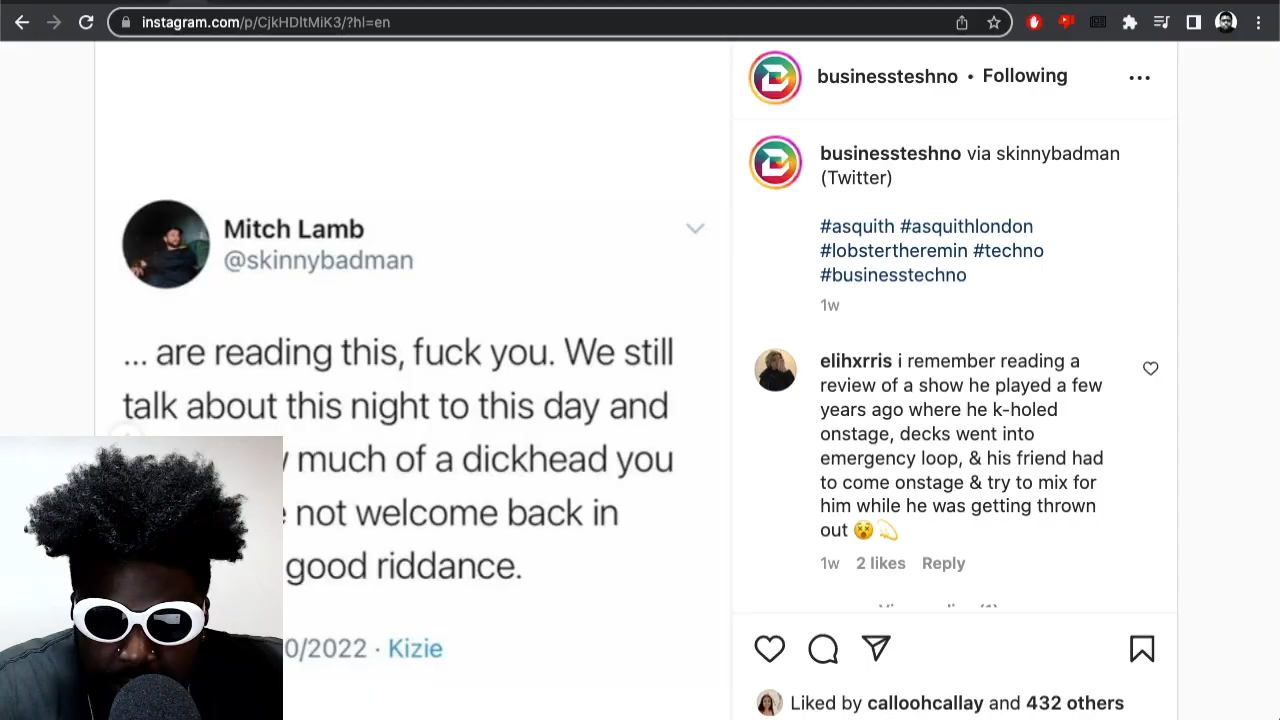 instagram.com/p/CjkHDltMiK3/?hl=en
businessteshno • Following
businessteshno via skinnybadman
(Twitter)
#asquith #asquithlondon
#lobstertheremin #techno
#businesstechno
1w
Mitch Lamb
@skinnybadman
... are reading this, fuck you. We still
talk about this night to this day and
much of a dickhead you
not welcome back in
good riddance.
0/2022 · Kizie
elihxrris i remember reading a
review of a show he played a few
years ago where he k-holed
onstage, decks went into
emergency loop, & his friend had
to come onstage & try to mix for
him while he was getting thrown
out 😵💫
1w 2 likes Reply
Liked by calloohcallay and 432 others